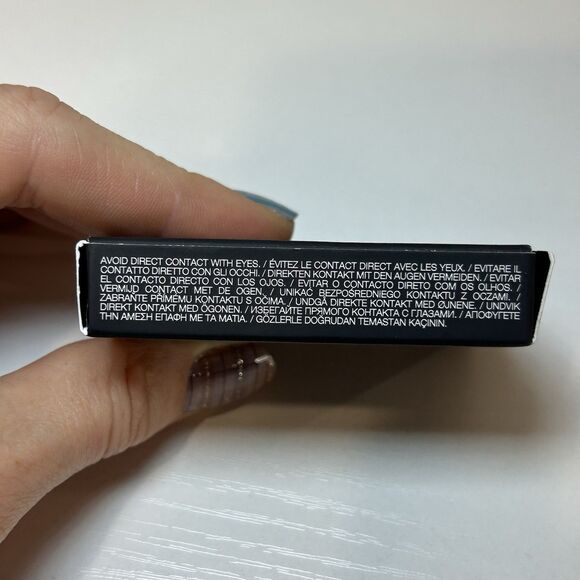 AVOID DIRECT CONTACT WITH EYES. / ÉVITEZ LE CONTACT DIRECT AVEC LES YEUX. / EVITARE IL
CONTATTO DIRETTO CON GLI OCCHI. / DIREKTEN KONTAKT MIT DEN AUGEN VERMEIDEN. / EVITAR
EL CONTACTO DIRECTO CON LOS OJOS. / EVITAR O CONTACTO DIRETO COM OS OLHOS. /
VERMIJD CONTACT MET DE OGEN. / UNIKAĆ BEZPOŚREDNIEGO KONTAKTU Z OCZAMI. /
ZABRAŇTE PŘÍMÉMU KONTAKTU S OČIMA. / UNDGÅ DIREKTE KONTAKT MED ØJNENE. / UNDVIK
DIREKT KONTAKT MED ÖGONEN. / ИЗБЕГАЙТЕ ПРЯМОГО КОНТАКТА С ГЛАЗАМИ. / ΑΠΟΦΥΓΕΤΕ
ΤΗΝ ΑΜΕΣΗ ΕΠΑΦΗ ΜΕ ΤΑ ΜΑΤΙΑ. / GÖZLERLE DOĞRUDAN TEMASTAN KAÇININ.